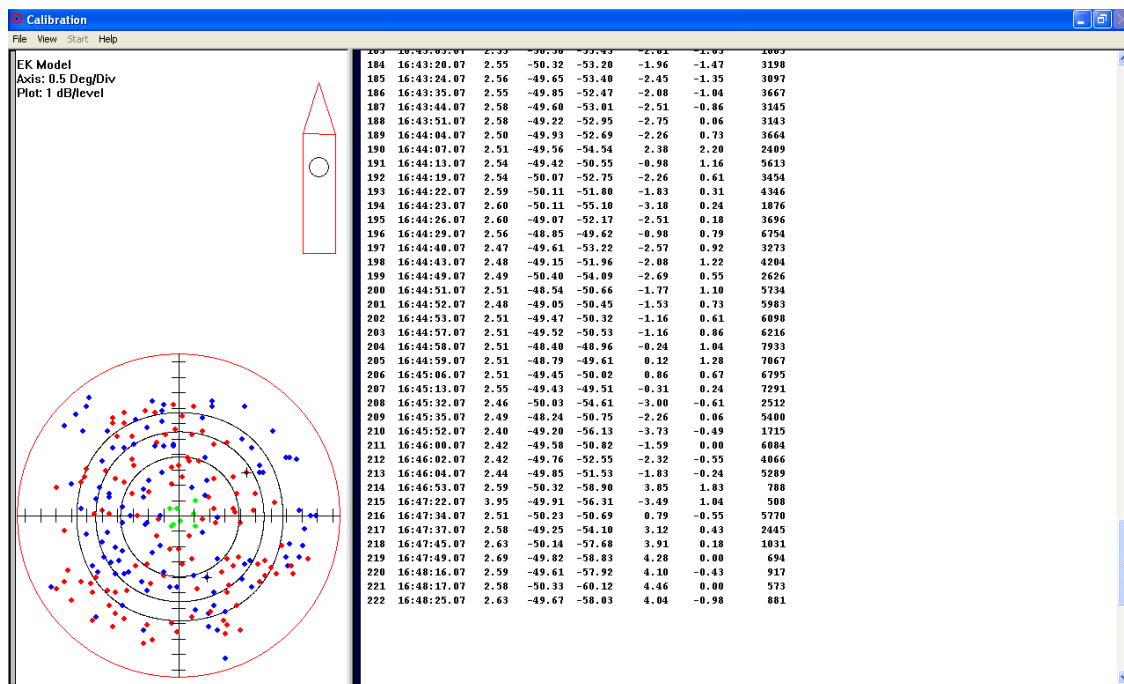 Calibration
File View Start Help
EK Model
Axis: 0.5 Deg/Div
Plot: 1 dB/level
184 16:43:20.07 2.55 -50.32 -53.20 -1.96 -1.47 3198
185 16:43:24.07 2.56 -49.65 -53.40 -2.45 -1.35 3097
186 16:43:35.07 2.55 -49.85 -52.47 -2.08 -1.04 3667
187 16:43:44.07 2.58 -49.60 -53.01 -2.51 -0.86 3145
188 16:43:51.07 2.58 -49.22 -52.95 -2.75 0.06 3143
189 16:44:04.07 2.50 -49.93 -52.69 -2.26 0.73 3664
190 16:44:07.07 2.51 -49.56 -54.54 2.38 2.20 2409
191 16:44:13.07 2.54 -49.42 -50.55 -0.98 1.16 5613
192 16:44:19.07 2.54 -50.07 -52.75 -2.26 0.61 3454
193 16:44:22.07 2.59 -50.11 -51.80 -1.83 0.31 4346
194 16:44:23.07 2.60 -50.11 -55.10 -3.18 0.24 1876
195 16:44:26.07 2.60 -49.07 -52.17 -2.51 0.18 3696
196 16:44:29.07 2.56 -48.85 -49.62 -0.98 0.79 6754
197 16:44:40.07 2.47 -49.61 -53.22 -2.57 0.92 3273
198 16:44:43.07 2.48 -49.15 -51.96 -2.08 1.22 4204
199 16:44:49.07 2.49 -50.40 -54.09 -2.69 0.55 2626
200 16:44:51.07 2.51 -48.54 -50.66 -1.77 1.10 5734
201 16:44:52.07 2.48 -49.05 -50.45 -1.53 0.73 5983
202 16:44:53.07 2.51 -49.47 -50.32 -1.16 0.61 6098
203 16:44:57.07 2.51 -49.52 -50.53 -1.16 0.86 6216
204 16:44:58.07 2.51 -48.40 -48.96 -0.24 1.04 7933
205 16:44:59.07 2.51 -48.79 -49.61 0.12 1.28 7067
206 16:45:06.07 2.51 -49.45 -50.02 0.86 0.67 6795
207 16:45:13.07 2.55 -49.43 -49.51 -0.31 0.24 7291
208 16:45:32.07 2.46 -50.03 -54.61 -3.00 -0.61 2512
209 16:45:35.07 2.49 -48.24 -50.75 -2.26 0.06 5400
210 16:45:52.07 2.40 -49.20 -56.13 -3.73 -0.49 1715
211 16:46:00.07 2.42 -49.58 -50.82 -1.59 0.00 6084
212 16:46:02.07 2.42 -49.76 -52.55 -2.32 -0.55 4066
213 16:46:04.07 2.44 -49.85 -51.53 -1.83 -0.24 5289
214 16:46:53.07 2.59 -50.32 -58.90 3.85 1.83 788
215 16:47:22.07 3.95 -49.91 -56.31 -3.49 1.04 508
216 16:47:34.07 2.51 -50.23 -50.69 0.79 -0.55 5770
217 16:47:37.07 2.58 -49.25 -54.10 3.12 0.43 2445
218 16:47:45.07 2.63 -50.14 -57.68 3.91 0.18 1031
219 16:47:49.07 2.69 -49.82 -58.83 4.28 0.00 694
220 16:48:16.07 2.59 -49.61 -57.92 4.10 -0.43 917
221 16:48:17.07 2.58 -50.33 -60.12 4.46 0.00 573
222 16:48:25.07 2.63 -49.67 -58.03 4.04 -0.98 881